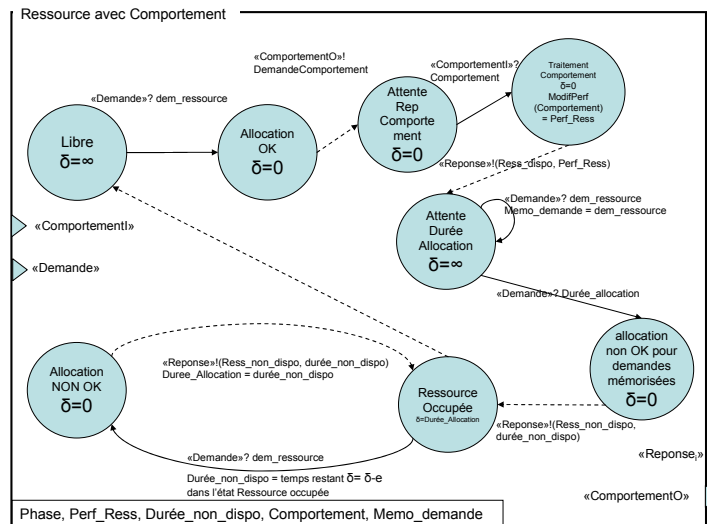 Ressource avec Comportement
«ComportementO»!
DemandeComportement
«ComportementI»?
Comportement
Traitement
Comportement
δ=0
ModifPerf
(Comportement)
= Perf_Ress
«Demande»? dem_ressource
Libre
δ=∞
Allocation
OK
δ=0
Attente
Rep
Comporte
ment
δ=0
«Reponse»!(Ress_dispo, Perf_Ress)
«Demande»? dem_ressource
Memo_demande = dem_ressource
Attente
Durée
Allocation
δ=∞
«ComportementI»
«Demande»
«Demande»? Durée_allocation
allocation
non OK pour
demandes
mémorisées
δ=0
«Reponse»!(Ress_non_dispo, durée_non_dispo)
Duree_Allocation = durée_non_dispo
Allocation
NON OK
δ=0
Ressource
Occupée
δ=Durée_Allocation
«Reponse»!(Ress_non_dispo,
durée_non_dispo)
«Demande»? dem_ressource
Durée_non_dispo = temps restant δ= δ-e
dans l'état Ressource occupée
«Reponseⱼ»
«ComportementO»
Phase, Perf_Ress, Durée_non_dispo, Comportement, Memo_demande